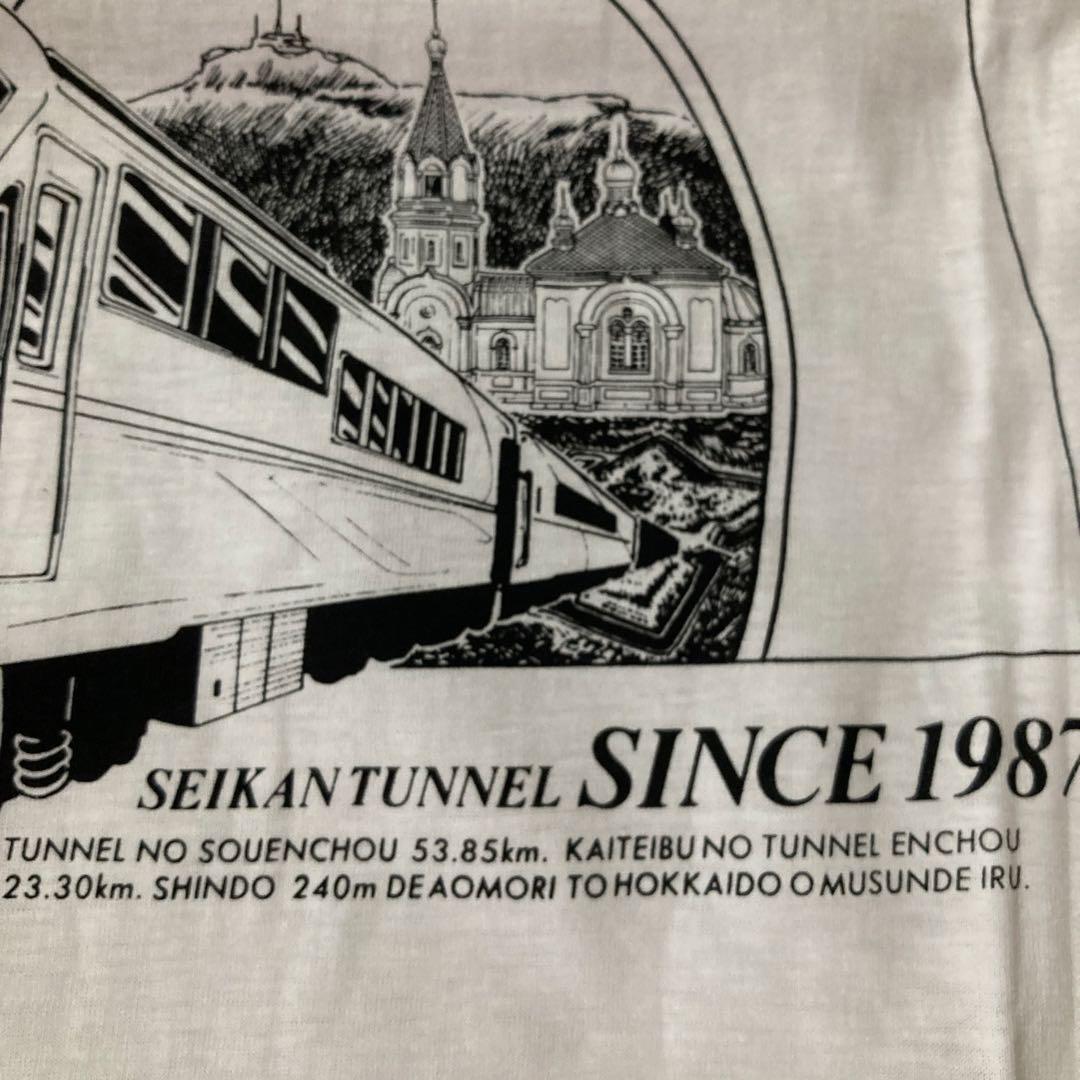 SEIKAN TUNNEL SINCE 1987
TUNNEL NO SOUENCHOU 53.85km. KAITEIBU NO TUNNEL ENCHOU
23.30km. SHINDO 240m DE AOMORI TO HOKKAIDO O MUSUNDE IRU.